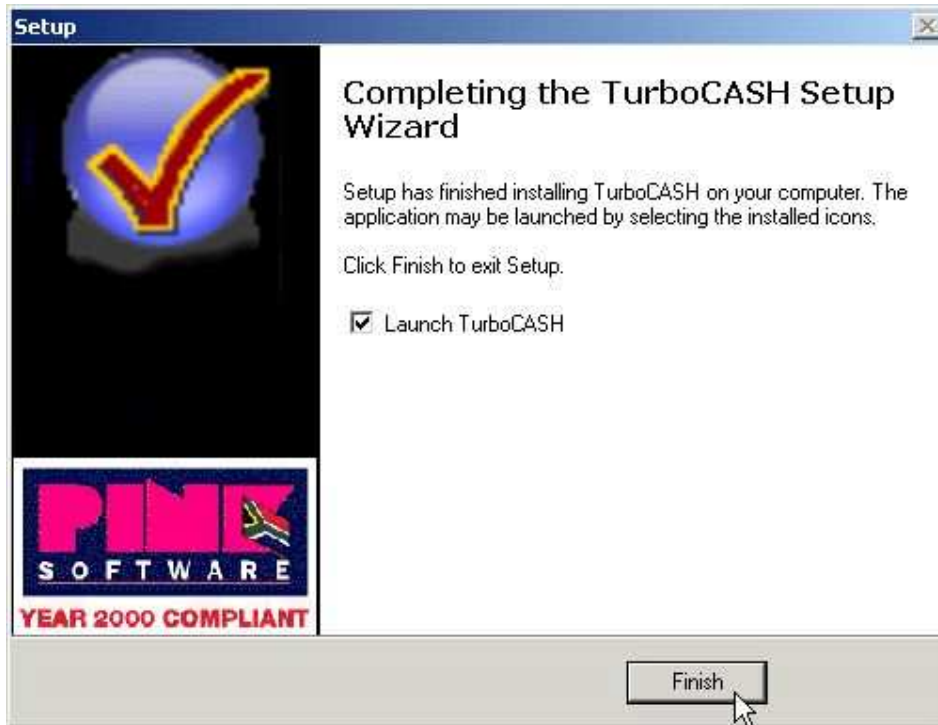 Setup
Completing the TurboCASH Setup
Wizard
Setup has finished installing TurboCASH on your computer. The
application may be launched by selecting the installed icons.
Click Finish to exit Setup.
Launch TurboCASH
PINK
SOFTWARE
YEAR 2000 COMPLIANT
Finish